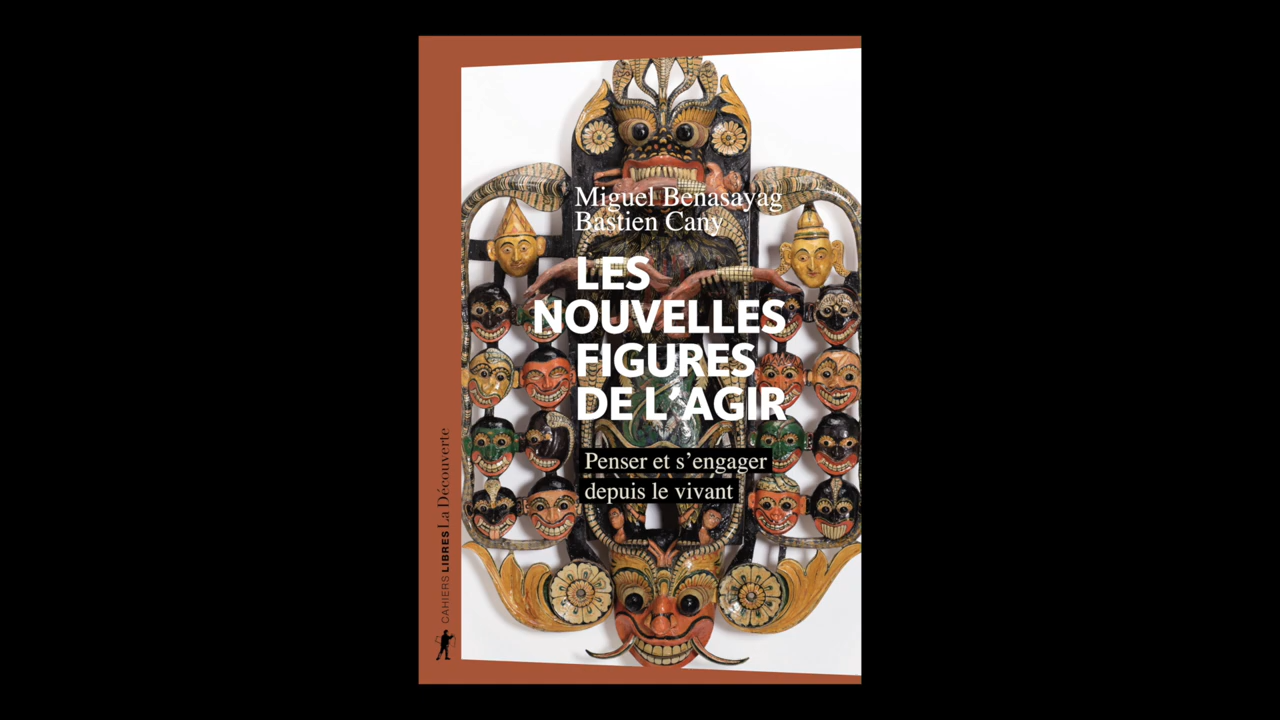 Miguel Benasayag
Bastien Cany
LES
NOUVELLES
FIGURES
DE L'AGIR
Penser et s'engager
depuis le vivant
CAHIERS LIBRES La Découverte